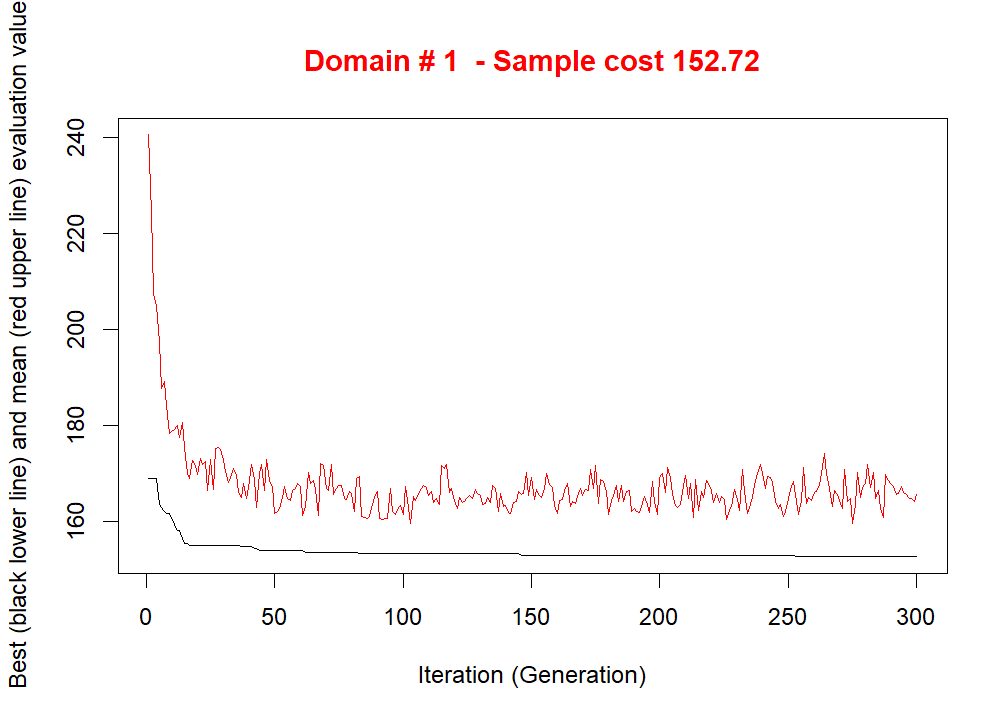 Domain # 1 - Sample cost 152.72
Best (black lower line) and mean (red upper line) evaluation value
240
220
200
180
160
0 50 100 150 200 250 300
Iteration (Generation)